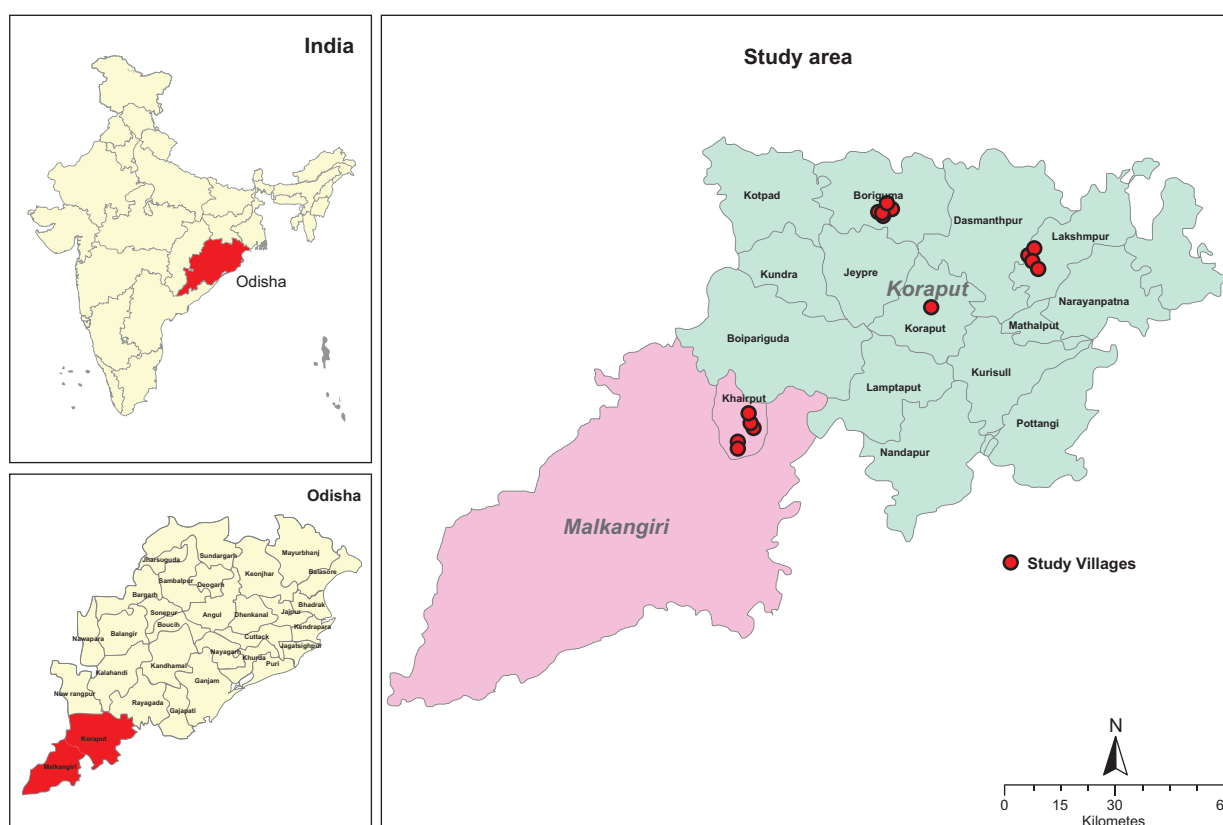 India
Odisha
Odisha
Jharsuguda
Sundargarh
Mayurbhanj
Sambalpur
Deogarh
Keonjhar
Balasore
Bargarh
Sonepur
Angul
Dhenkanal
Jajpur
Bhadrak
Boucih
Kendrapara
Nawapara
Balangir
Cuttack
Nayagarh
Khurda
Jagatsighpur
Puri
Kandhamal
Kalahandi
Ganjam
Now rangpur
Rayagada
Gajapati
Koraput
Malkangiri
Study area
Kotpad
Boriguma
Dasmanthpur
Lakshmpur
Kundra
Jeypre
Koraput
Narayanpatna
Koraput
Mathalput
Boipariguda
Kurisull
Lamptaput
Khairput
Pottangi
Nandapur
Malkangiri
Study Villages
N
0 15 30 6
Kilometes